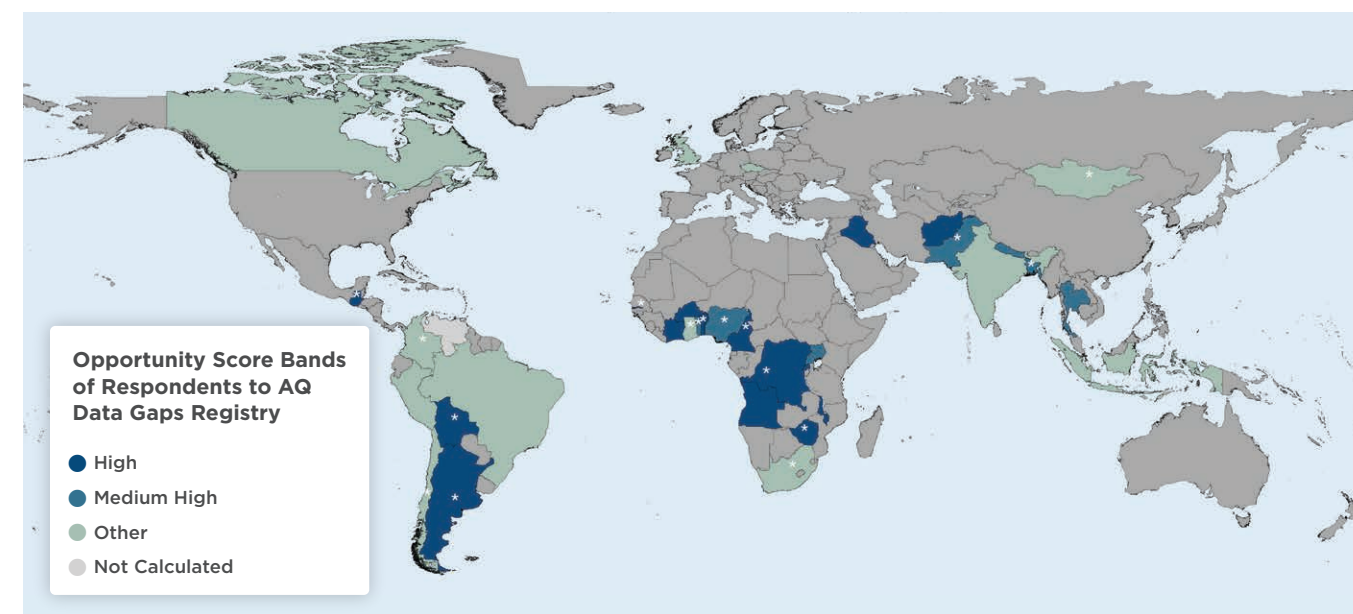 Opportunity Score Bands
of Respondents to AQ
Data Gaps Registry
High
Medium High
Other
Not Calculated